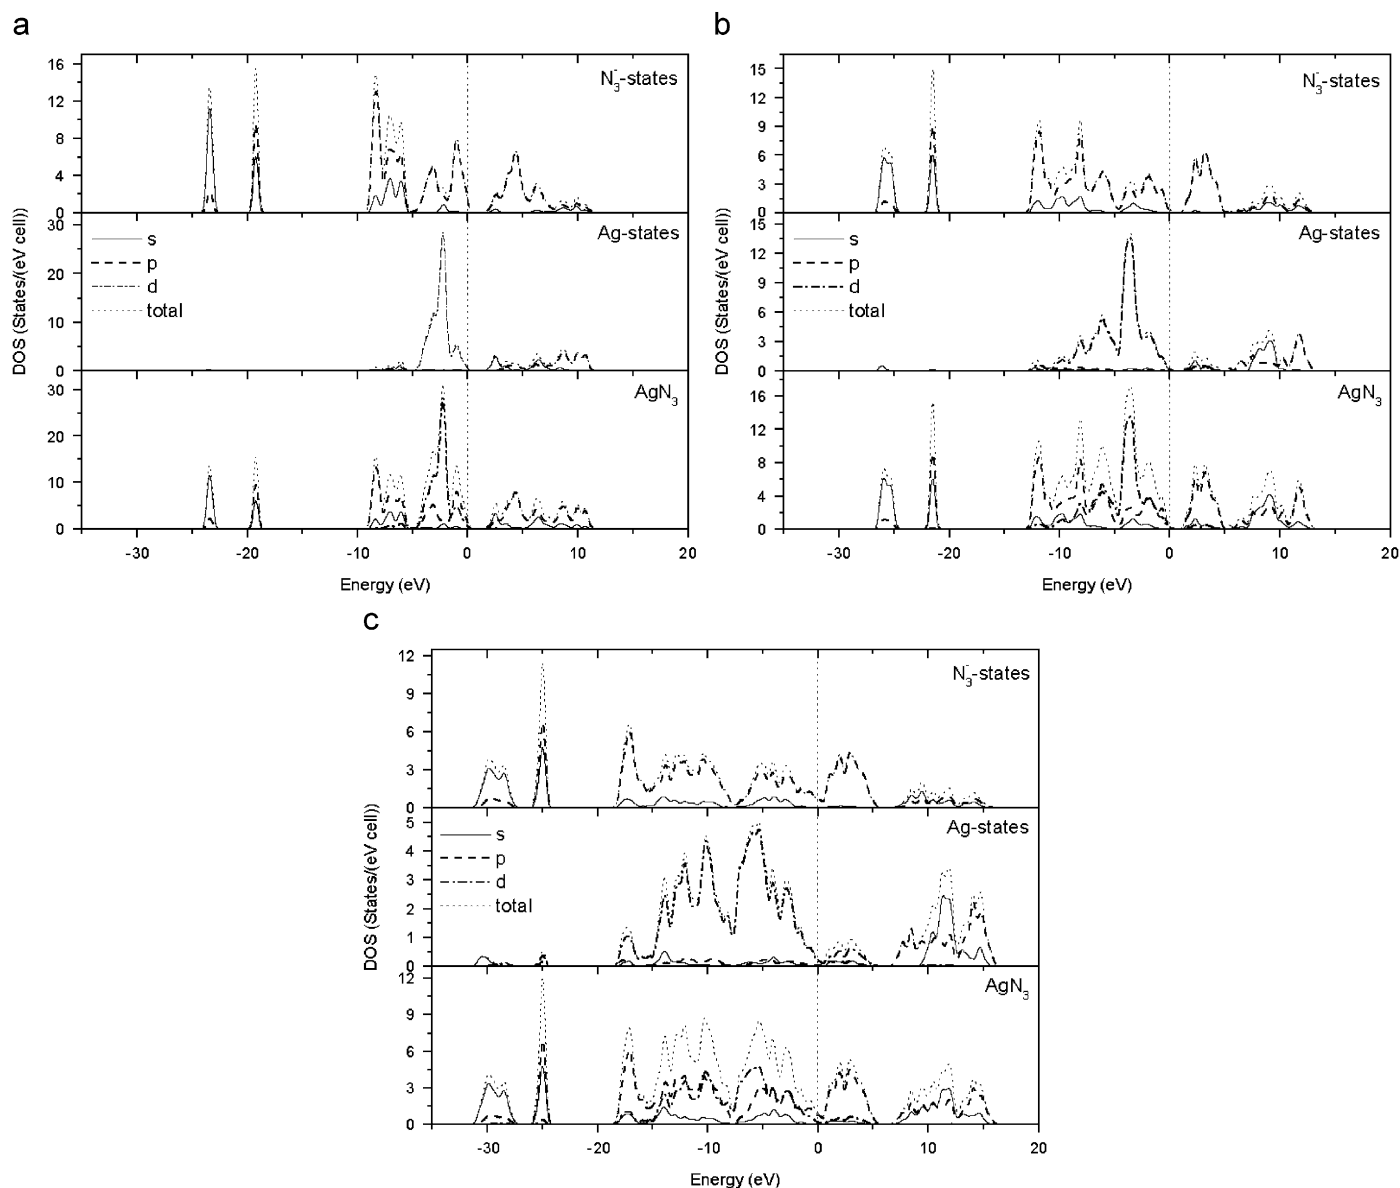 a
16
12
8
4
0
N₃⁻-states
30
20
10
0
Ag-states
s
p
d
total
30
20
10
0
AgN₃
DOS (States/(eV cell))
-30 -20 -10 0 10 20
Energy (eV)
b
15
12
9
6
3
0
N₃⁻-states
15
12
9
6
3
0
Ag-states
s
p
d
total
16
12
8
4
0
AgN₃
DOS (States/(eV cell))
-30 -20 -10 0 10 20
Energy (eV)
c
12
9
6
3
0
N₃⁻-states
5
4
3
2
1
0
Ag-states
s
p
d
total
12
9
6
3
0
AgN₃
DOS (States/(eV cell))
-30 -20 -10 0 10 20
Energy (eV)